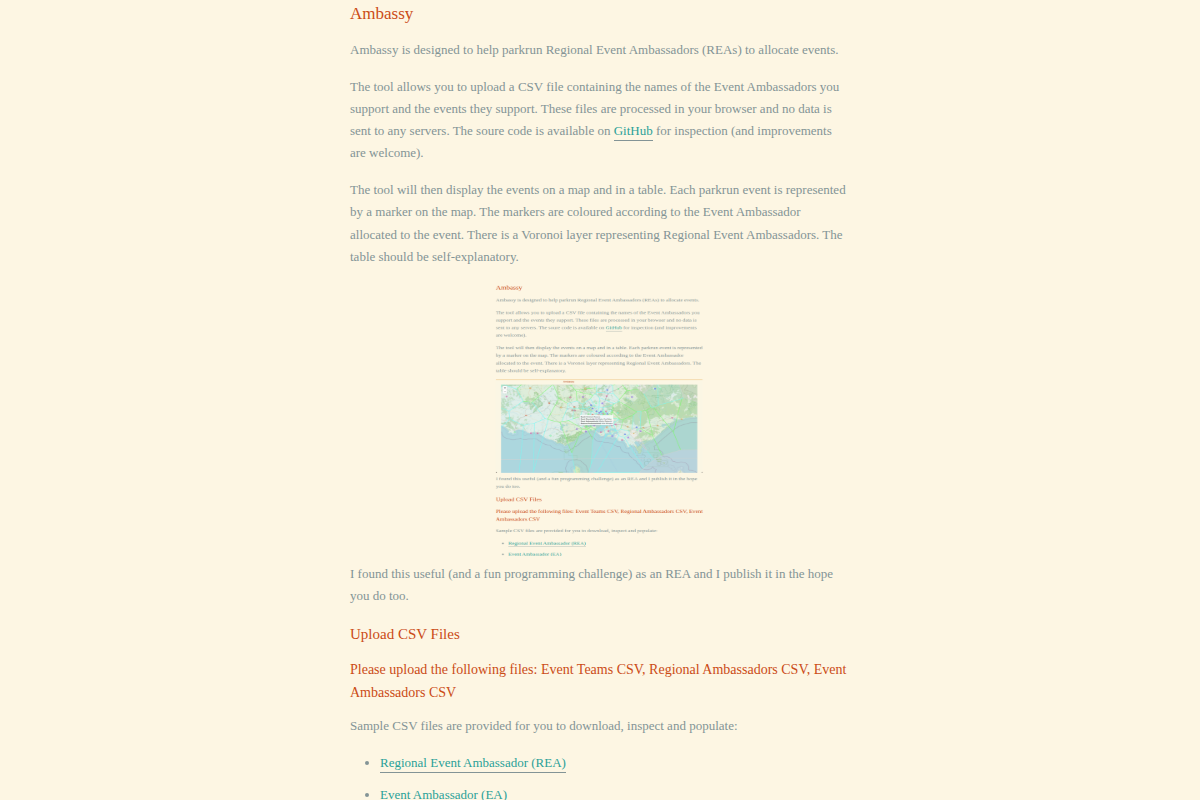 Ambassy
Ambassy is designed to help parkrun Regional Event Ambassadors (REAs) to allocate events.
The tool allows you to upload a CSV file containing the names of the Event Ambassadors you
support and the events they support. These files are processed in your browser and no data is
sent to any servers. The soure code is available on GitHub for inspection (and improvements
are welcome).
The tool will then display the events on a map and in a table. Each parkrun event is represented
by a marker on the map. The markers are coloured according to the Event Ambassador
allocated to the event. There is a Voronoi layer representing Regional Event Ambassadors. The
table should be self-explanatory.
Ambassy
Ambassy is designed to help parkrun Regional Event Ambassadors (REAs) to allocate events.
The tool allows you to upload a CSV file containing the names of the Event Ambassadors you
support and the events they support. These files are processed in your browser and no data is
sent to any servers. The soure code is available on GitHub for inspection (and improvements
are welcome).
The tool will then display the events on a map and in a table. Each parkrun event is represented
by a marker on the map. The markers are coloured according to the Event Ambassador
allocated to the event. There is a Voronoi layer representing Regional Event Ambassadors. The
table should be self-explanatory.
I found this useful (and a fun programming challenge) as an REA and I publish it in the hope
you do too.
Upload CSV Files
Please upload the following files: Event Teams CSV, Regional Ambassadors CSV, Event
Ambassadors CSV
Sample CSV files are provided for you to download, inspect and populate:
Regional Event Ambassador (REA)
Event Ambassador (EA)
I found this useful (and a fun programming challenge) as an REA and I publish it in the hope
you do too.
Upload CSV Files
Please upload the following files: Event Teams CSV, Regional Ambassadors CSV, Event
Ambassadors CSV
Sample CSV files are provided for you to download, inspect and populate:
Regional Event Ambassador (REA)
Event Ambassador (EA)